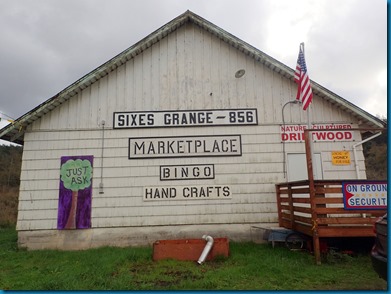 SIXES GRANGE - 856
MARKETPLACE
BINGO
HAND CRAFTS
JUST
ASK
DRIFTWOOD
HONEY
ON GROUN
SECURIT